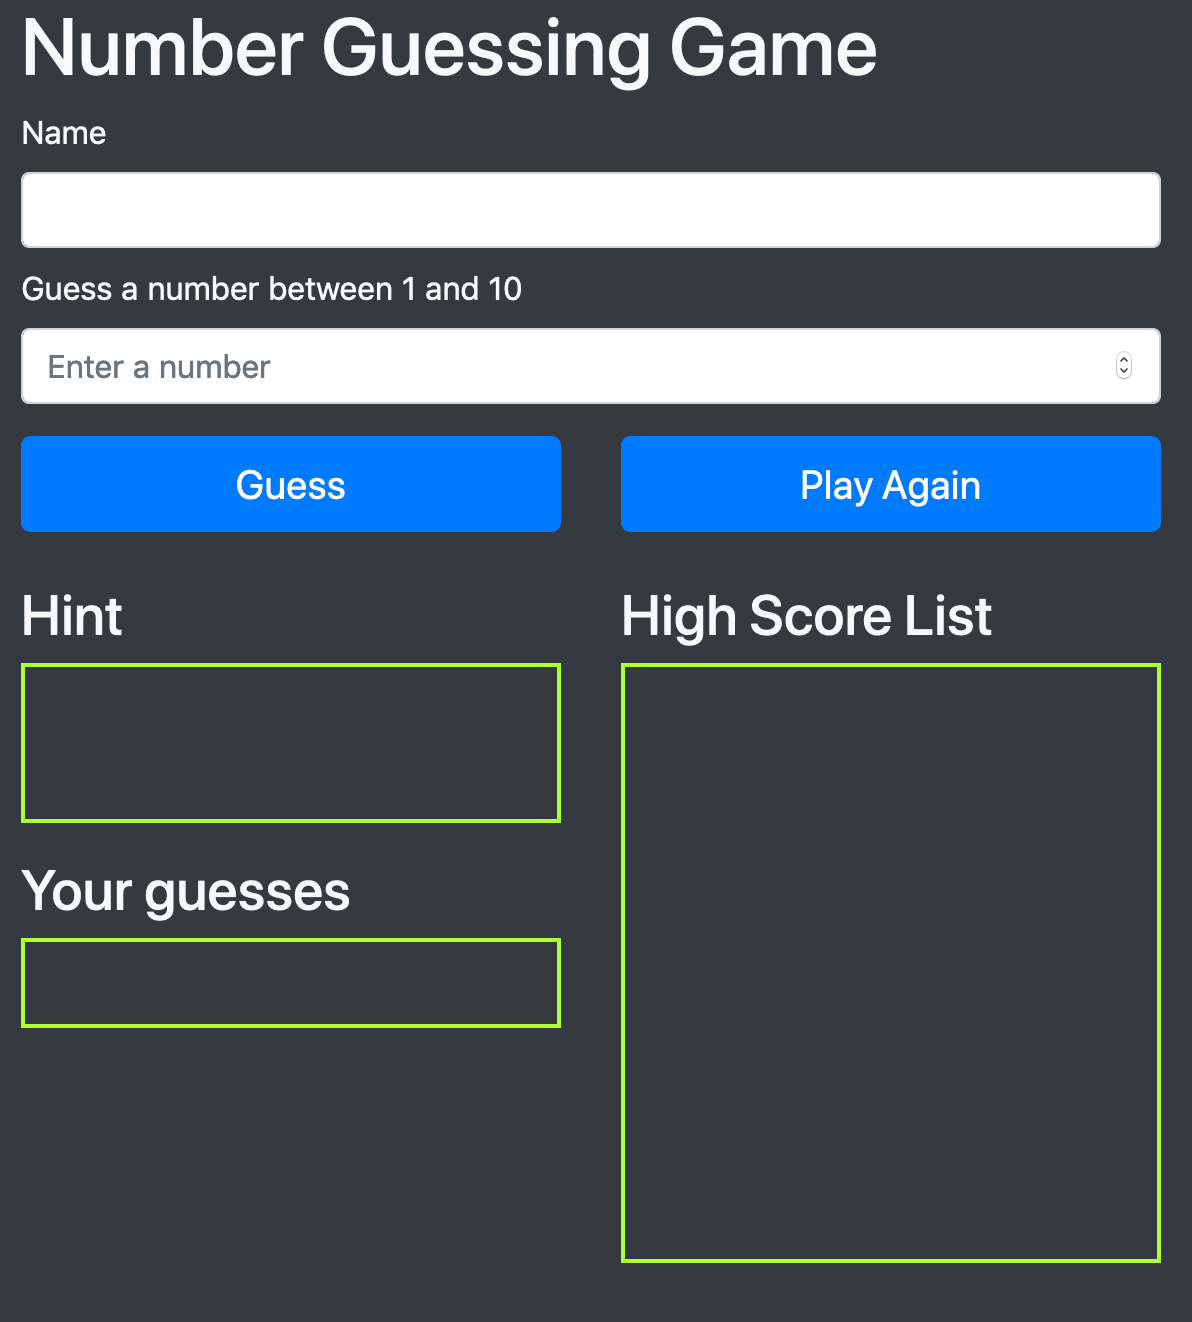 Number Guessing Game
Name
Guess a number between 1 and 10
Enter a number
Guess
Play Again
Hint
High Score List
Your guesses